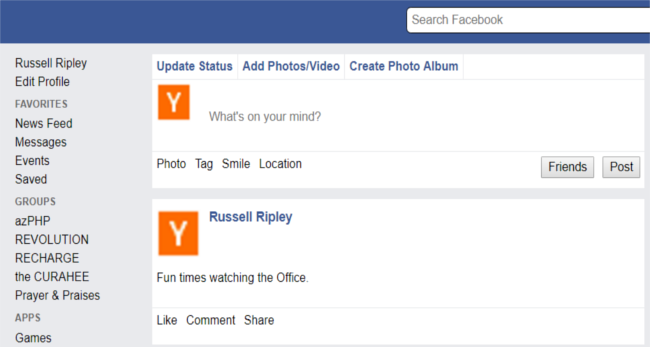 Search Facebook
Russell Ripley
Edit Profile
FAVORITES
News Feed
Messages
Events
Saved
GROUPS
azPHP
REVOLUTION
RECHARGE
the CURAHEE
Prayer & Praises
APPS
Games
Update Status Add Photos/Video Create Photo Album
Y
What's on your mind?
Photo Tag Smile Location Friends Post
Y
Russell Ripley
Fun times watching the Office.
Like Comment Share